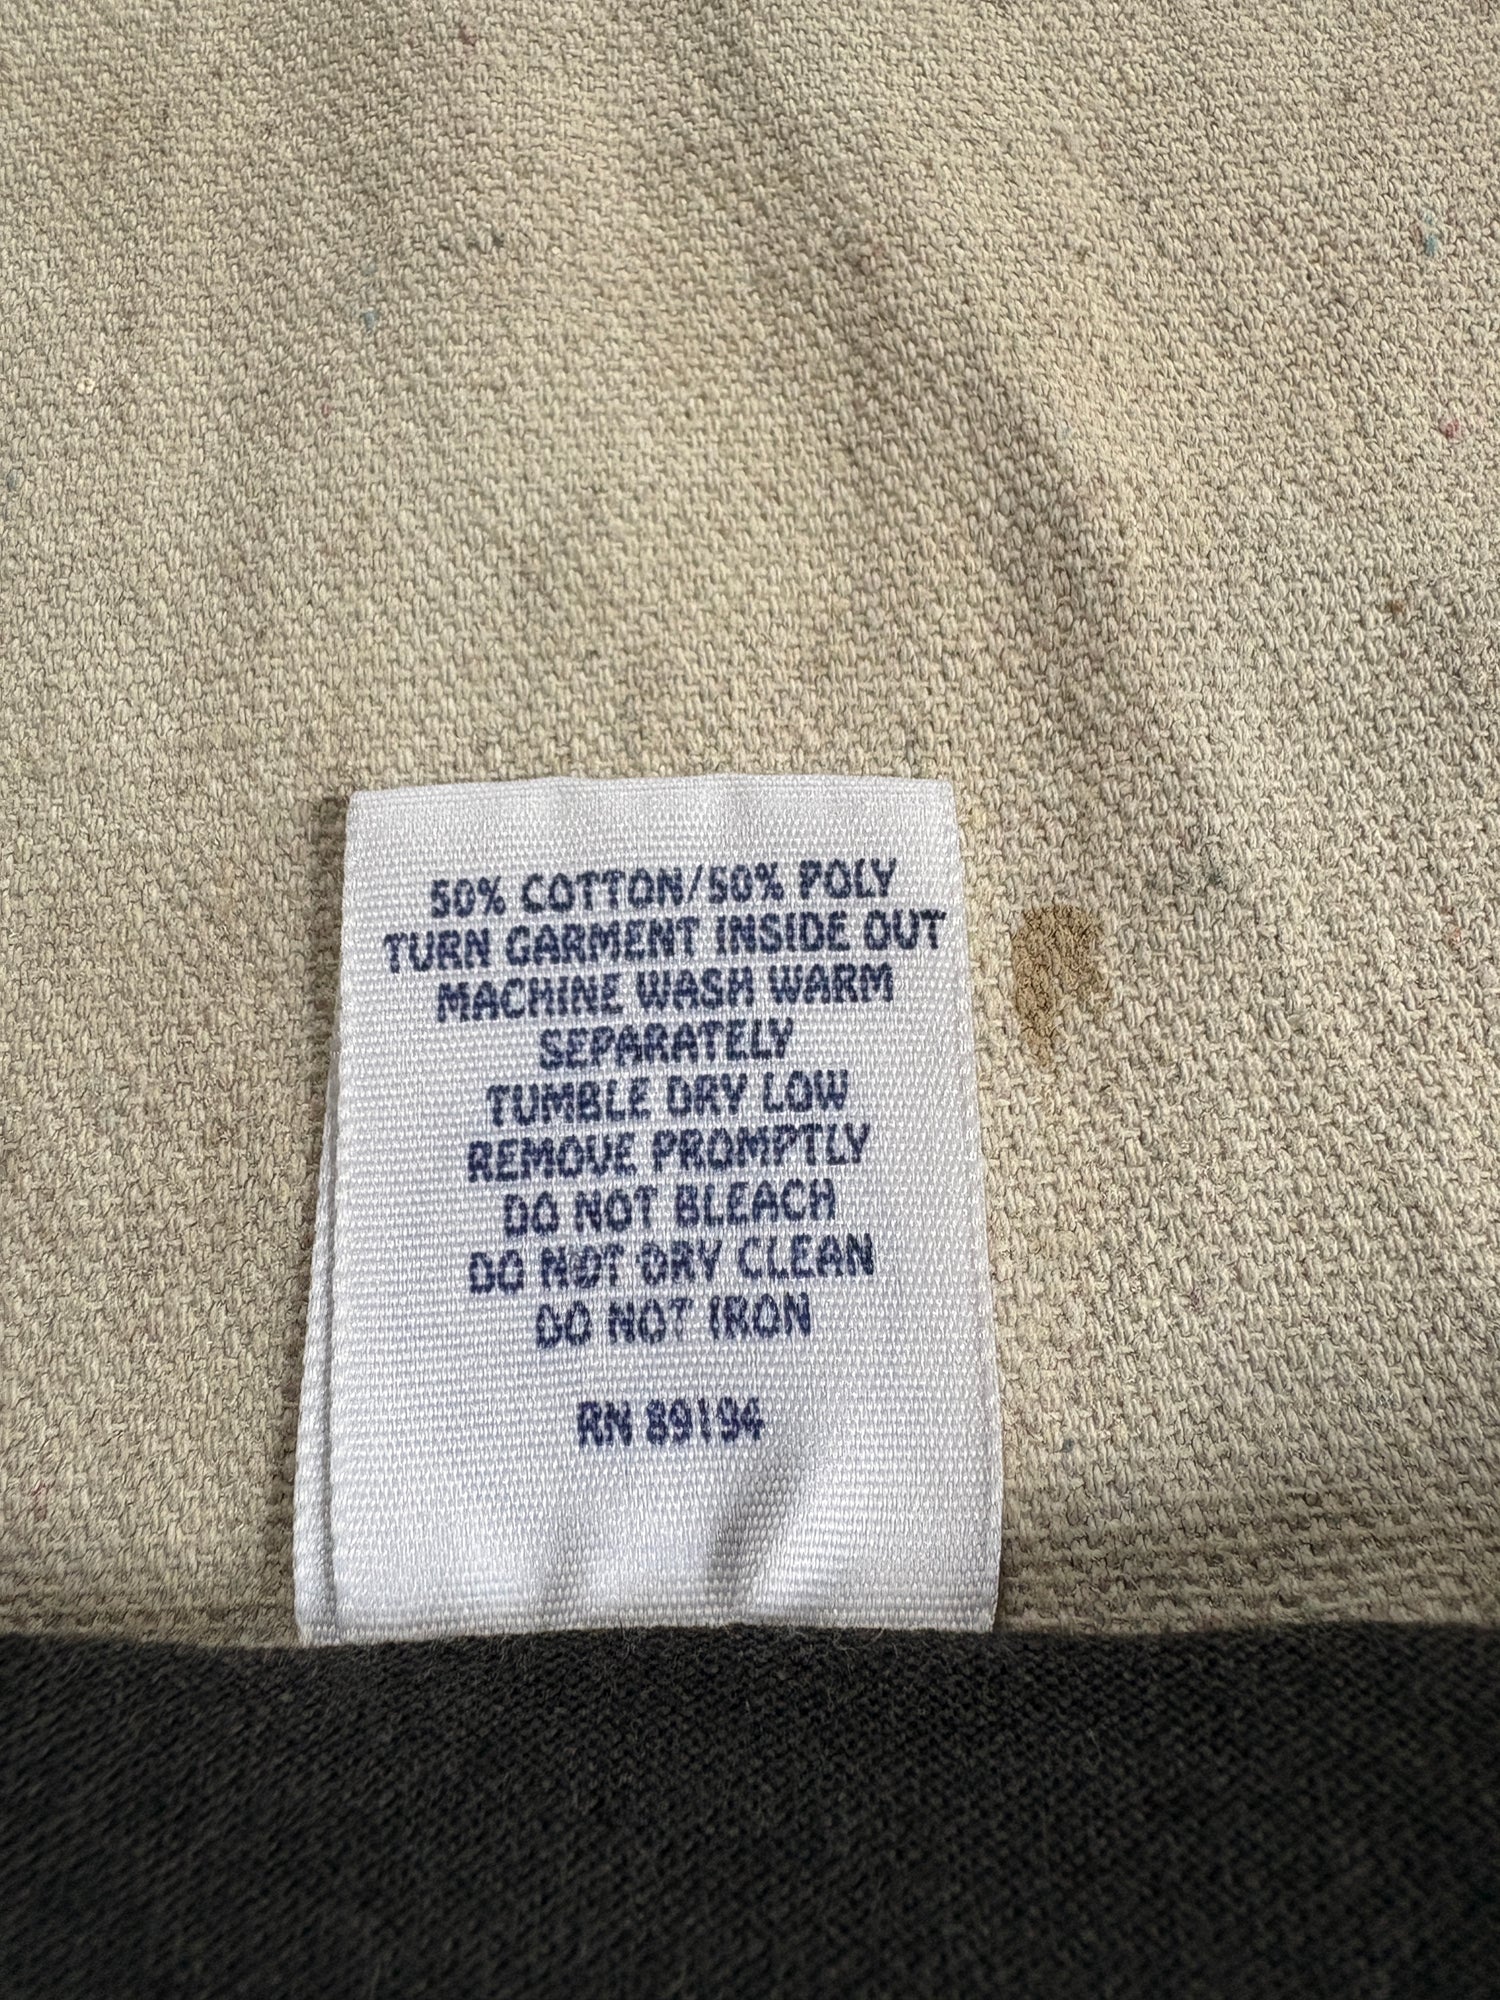 50% COTTON/50% POLY
TURN GARMENT INSIDE OUT
MACHINE WASH WARM
SEPARATELY
TUMBLE DRY LOW
REMOVE PROMPTLY
DO NOT BLEACH
DO NOT DRY CLEAN
DO NOT IRON
RN 89194